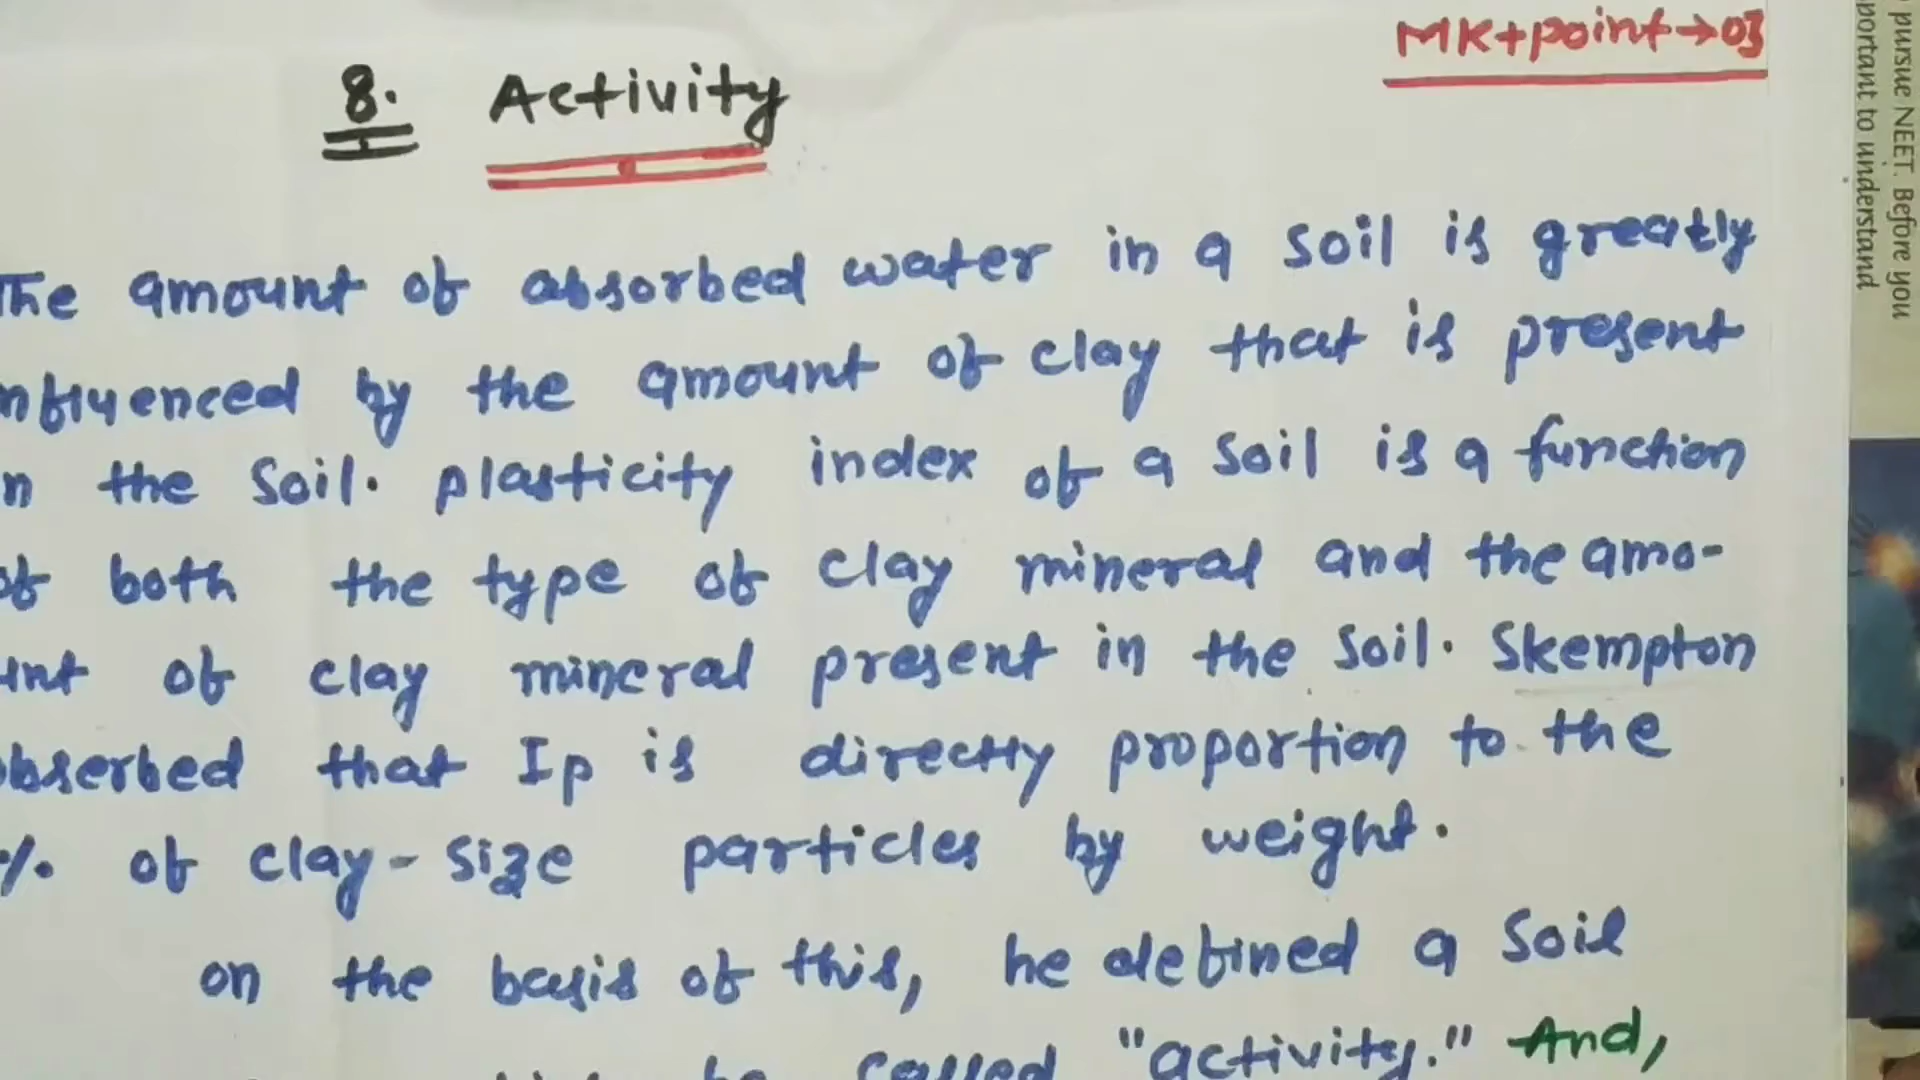 MK+point→03
8. Activity
The amount of absorbed water in a soil is greatly
nfluenced by the amount of clay that is present
n the soil. plasticity index of a soil is a function
of both the type of clay mineral and the amo-
unt of clay mineral present in the soil. Skempton
obserbed that Ip is directly proportion to the
% of clay-size particles by weight.
on the basis of this, he defined a soil
he called "activity." And,
pursue NEET. Before you
portant to understand